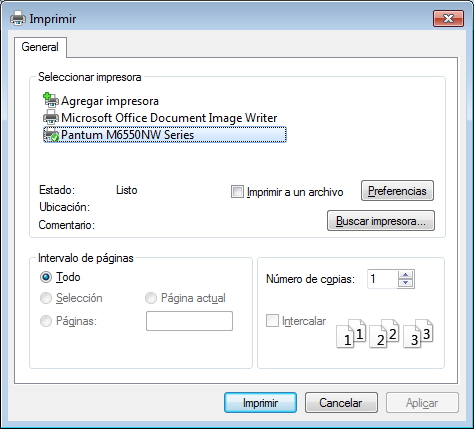 Imprimir
General
Seleccionar impresora
Agregar impresora
Microsoft Office Document Image Writer
Pantum M6550NW Series
Estado: Listo
Imprimir a un archivo
Preferencias
Ubicación:
Comentario:
Buscar impresora...
Intervalo de páginas
Todo
Selección
Página actual
Páginas:
Número de copias: 1
Intercalar
1 1 2 2 3 3
Imprimir
Cancelar
Aplicar